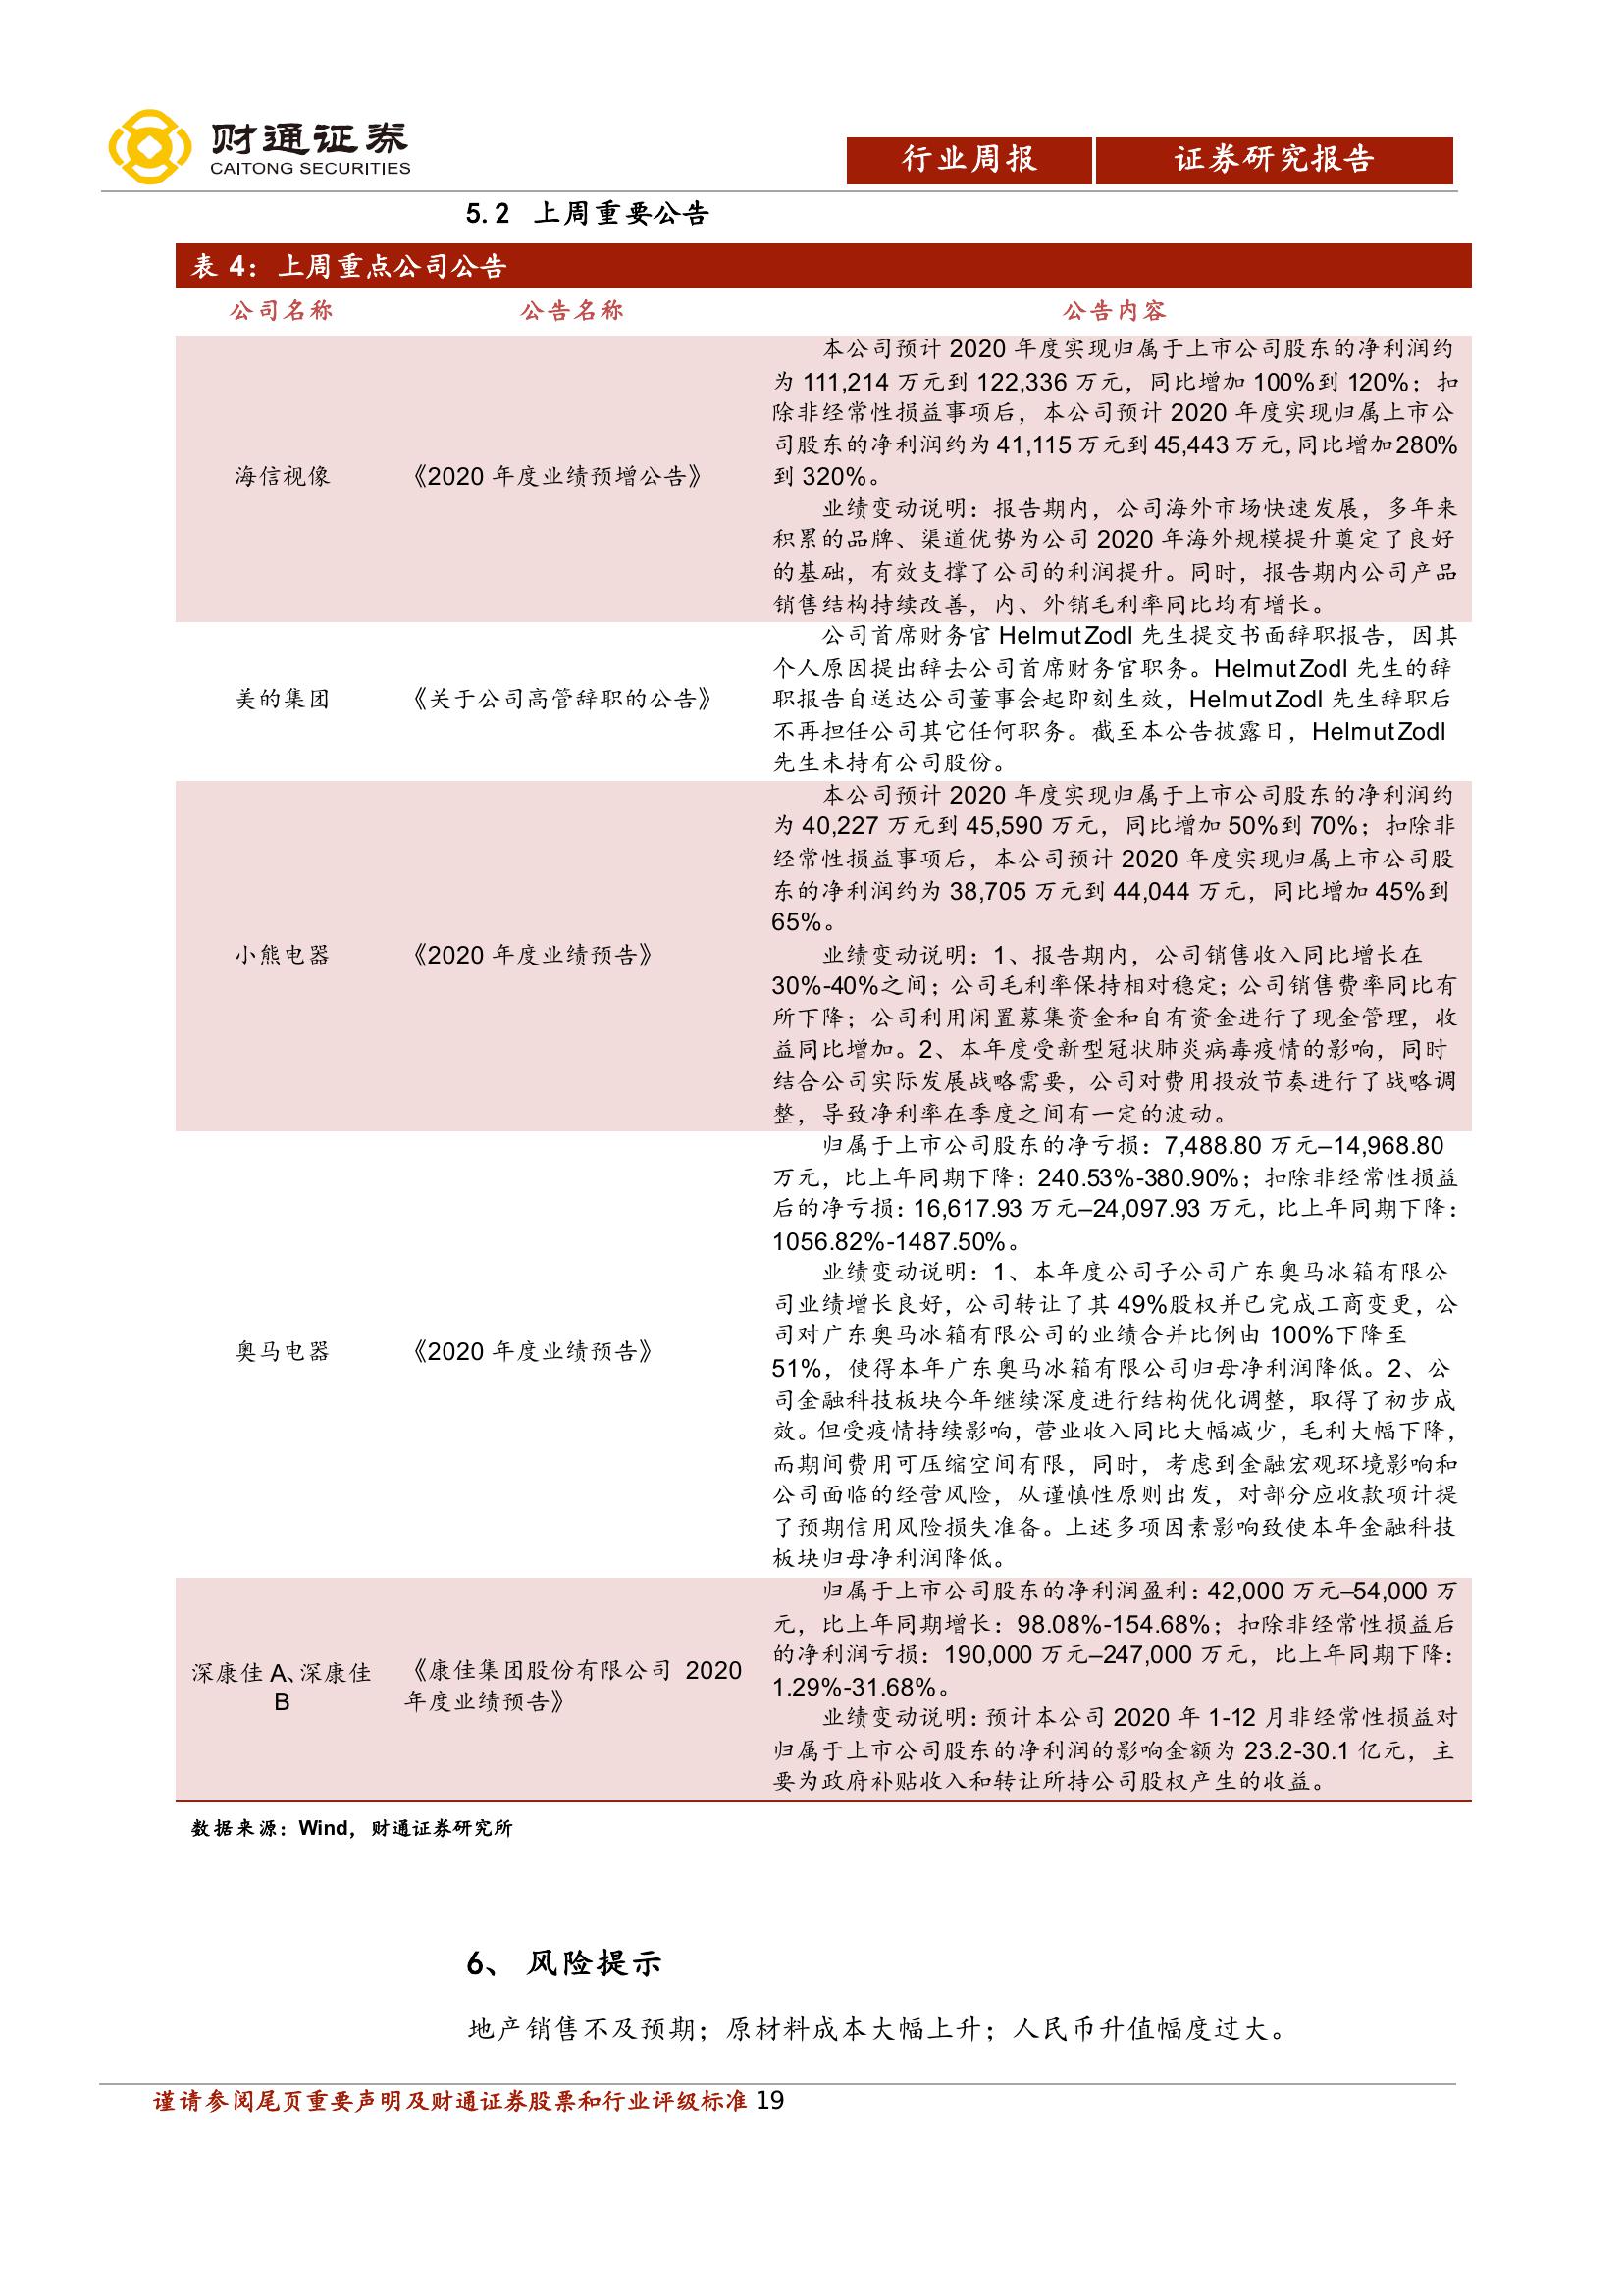 财通证券
CAITONG SECURITIES
行业周报 证券研究报告
5.2 上周重要公告
表 4：上周重点公司公告
公司名称 公告名称 公告内容
海信视像
《2020 年度业绩预增公告》
本公司预计 2020 年度实现归属于上市公司股东的净利润约
为 111,214 万元到 122,336 万元，同比增加 100%到 120%；扣
除非经常性损益事项后，本公司预计 2020 年度实现归属上市公
司股东的净利润约为 41,115 万元到 45,443 万元，同比增加 280%
到 320%。
业绩变动说明：报告期内，公司海外市场快速发展，多年来
积累的品牌、渠道优势为公司 2020 年海外规模提升奠定了良好
的基础，有效支撑了公司的利润提升。同时，报告期内公司产品
销售结构持续改善，内、外销毛利率同比均有增长。
美的集团
《关于公司高管辞职的公告》
公司首席财务官 HelmutZodl 先生提交书面辞职报告，因其
个人原因提出辞去公司首席财务官职务。HelmutZodl 先生的辞
职报告自送达公司董事会起即刻生效，HelmutZodl 先生辞职后
不再担任公司其它任何职务。截至本公告披露日，HelmutZodl
先生未持有公司股份。
小熊电器
《2020 年度业绩预告》
本公司预计 2020 年度实现归属于上市公司股东的净利润约
为 40,227 万元到 45,590 万元，同比增加 50%到 70%；扣除非
经常性损益事项后，本公司预计 2020 年度实现归属上市公司股
东的净利润约为 38,705 万元到 44,044 万元，同比增加 45%到
65%。
业绩变动说明：1、报告期内，公司销售收入同比增长在
30%-40%之间；公司毛利率保持相对稳定；公司销售费率同比有
所下降；公司利用闲置募集资金和自有资金进行了现金管理，收
益同比增加。2、本年度受新型冠状肺炎病毒疫情的影响，同时
结合公司实际发展战略需要，公司对费用投放节奏进行了战略调
整，导致净利率在季度之间有一定的波动。
奥马电器
《2020 年度业绩预告》
归属于上市公司股东的净亏损：7,488.80 万元–14,968.80
万元，比上年同期下降：240.53%-380.90%；扣除非经常性损益
后的净亏损：16,617.93 万元–24,097.93 万元，比上年同期下降：
1056.82%-1487.50%。
业绩变动说明：1、本年度公司子公司广东奥马冰箱有限公
司业绩增长良好，公司转让了其 49%股权并已完成工商变更，公
司对广东奥马冰箱有限公司的业绩合并比例由 100%下降至
51%，使得本年广东奥马冰箱有限公司归母净利润降低。2、公
司金融科技板块今年继续深度进行结构优化调整，取得了初步成
效。但受疫情持续影响，营业收入同比大幅减少，毛利大幅下降，
而期间费用可压缩空间有限，同时，考虑到金融宏观环境影响和
公司面临的经营风险，从谨慎性原则出发，对部分应收款项计提
了预期信用风险损失准备。上述多项因素影响致使本年金融科技
板块归母净利润降低。
深康佳 A、深康佳
B
《康佳集团股份有限公司 2020
年度业绩预告》
归属于上市公司股东的净利润盈利：42,000 万元–54,000 万
元，比上年同期增长：98.08%-154.68%；扣除非经常性损益后
的净利润亏损：190,000 万元–247,000 万元，比上年同期下降：
1.29%-31.68%。
业绩变动说明：预计本公司 2020 年 1-12 月非经常性损益对
归属于上市公司股东的净利润的影响金额为 23.2-30.1 亿元，主
要为政府补贴收入和转让所持公司股权产生的收益。
数据来源：Wind，财通证券研究所
6、 风险提示
地产销售不及预期；原材料成本大幅上升；人民币升值幅度过大。
谨请参阅尾页重要声明及财通证券股票和行业评级标准 19